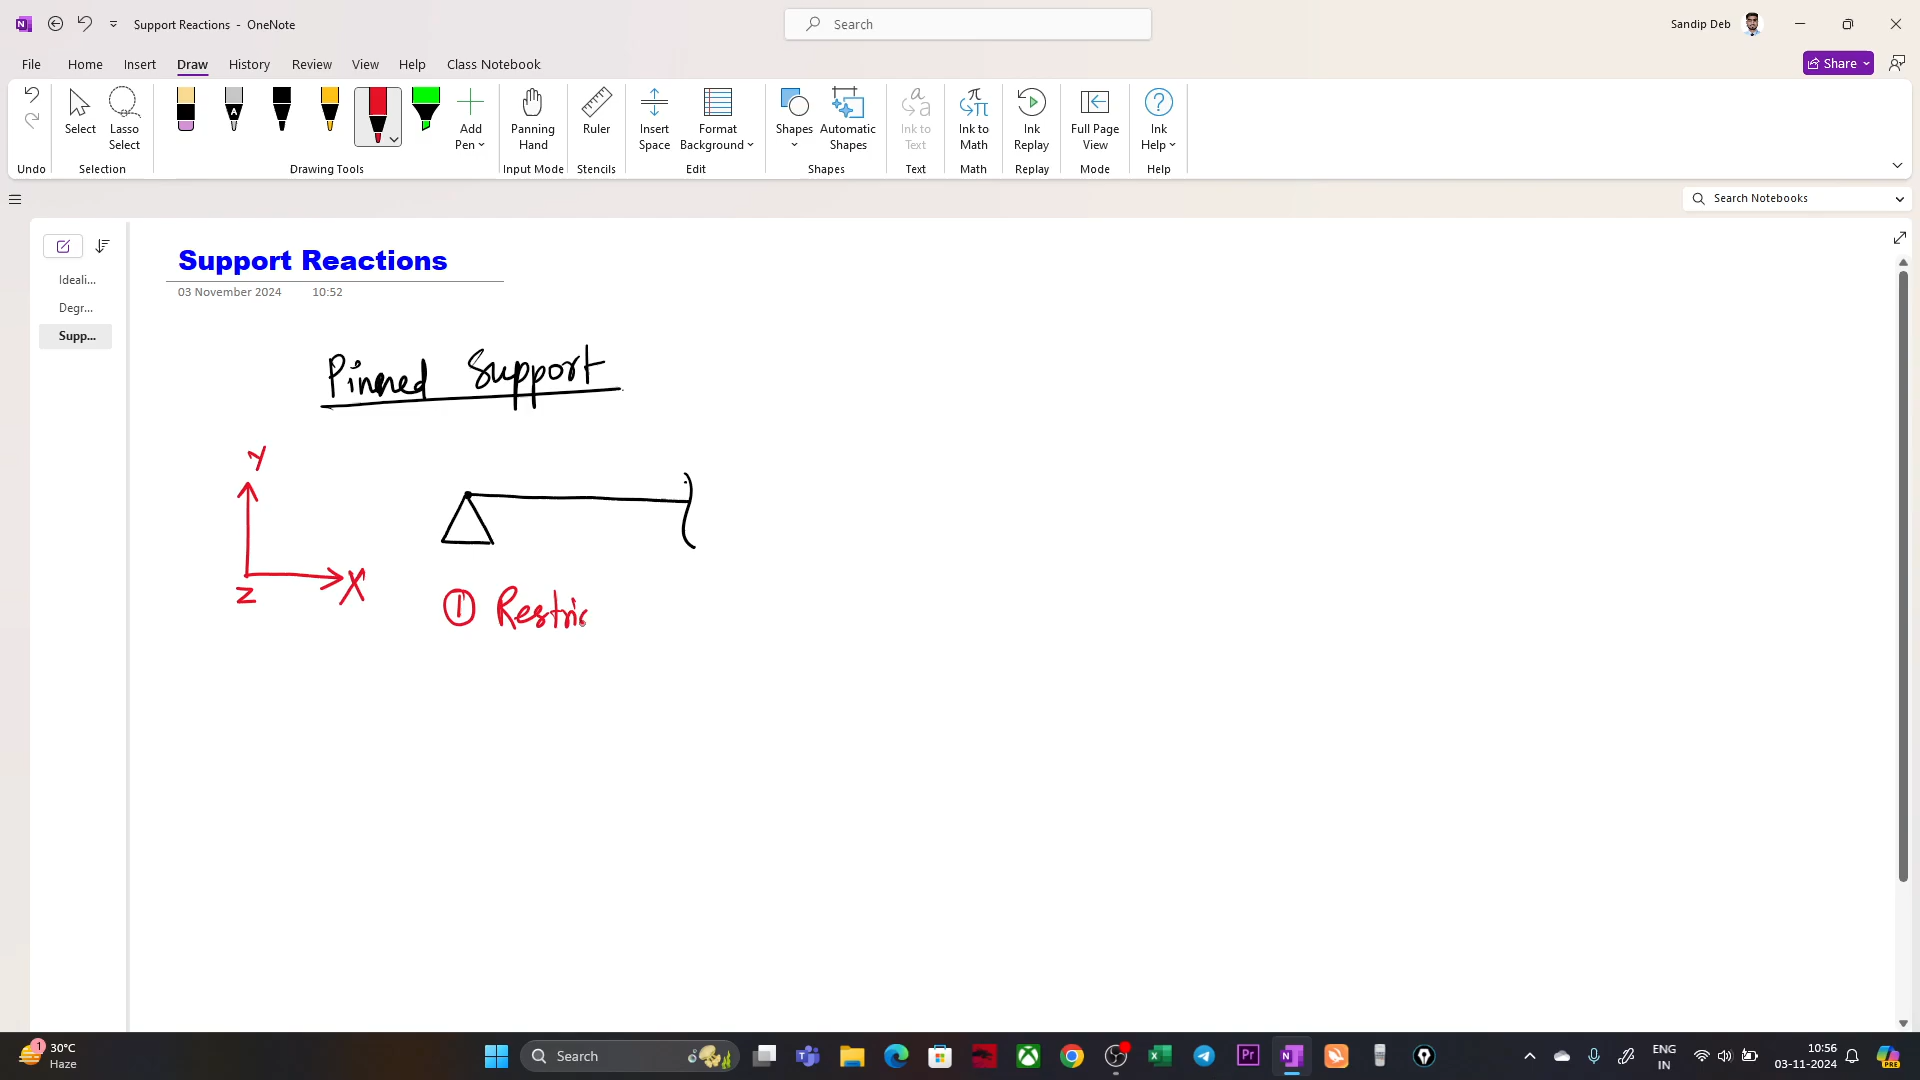 Support Reactions - OneNote
Search
Sandip Deb
File Home Insert Draw History Review View Help Class Notebook
Share
Undo
Select
Lasso Select
Selection
A
Add Pen
Drawing Tools
Panning Hand
Input Mode
Ruler
Stencils
Insert Space
Format Background
Edit
Shapes
Automatic Shapes
Shapes
Ink to Text
Text
Ink to Math
Math
Ink Replay
Replay
Full Page View
Mode
Ink Help
Help
Search Notebooks
Ideali...
Degr...
Supp...
Support Reactions
03 November 2024 10:52
Pinned Support
Y
Z
X
① Restric
1
30°C
Haze
Search
Pr
ENG
IN
10:56
03-11-2024
PRE